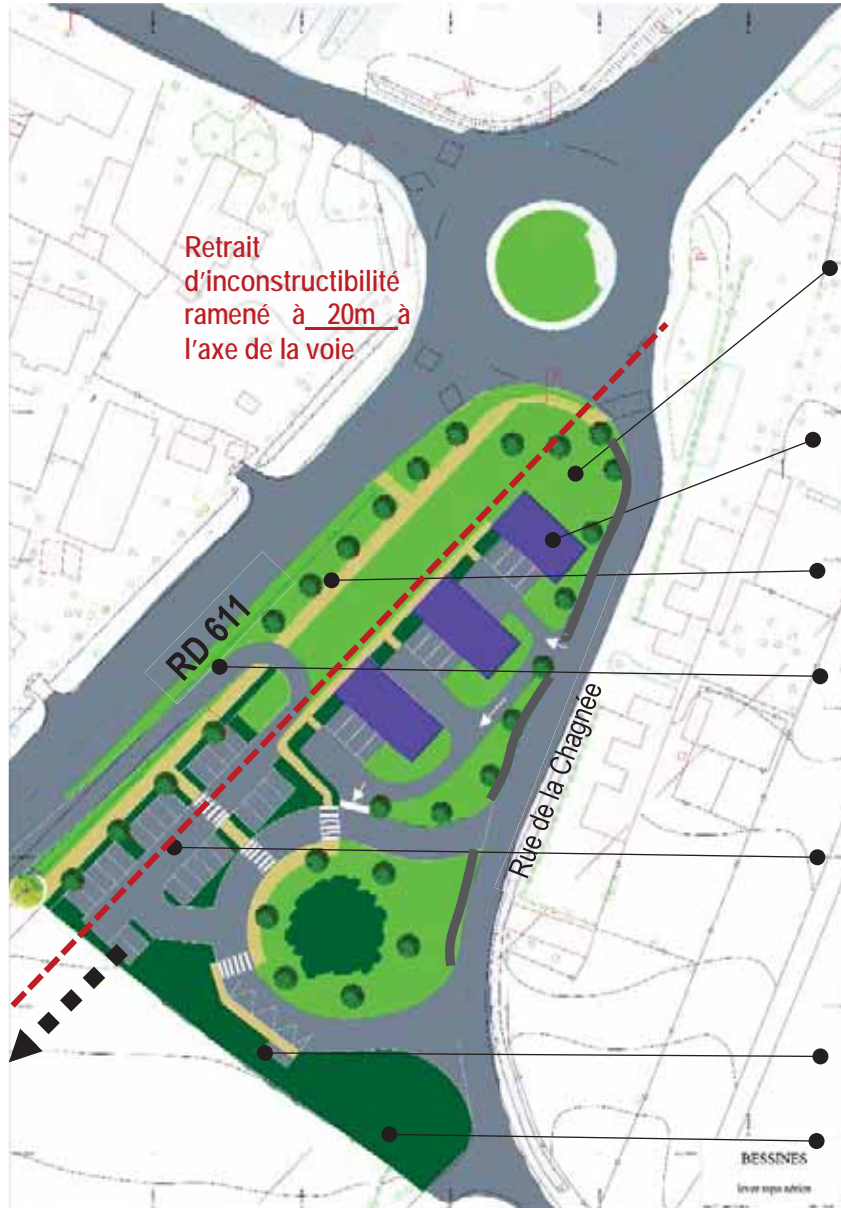 Retrait
d'inconstructibilité
ramené à 20m à
l'axe de la voie
RD 611
Rue de la Chagnée
BESSINES